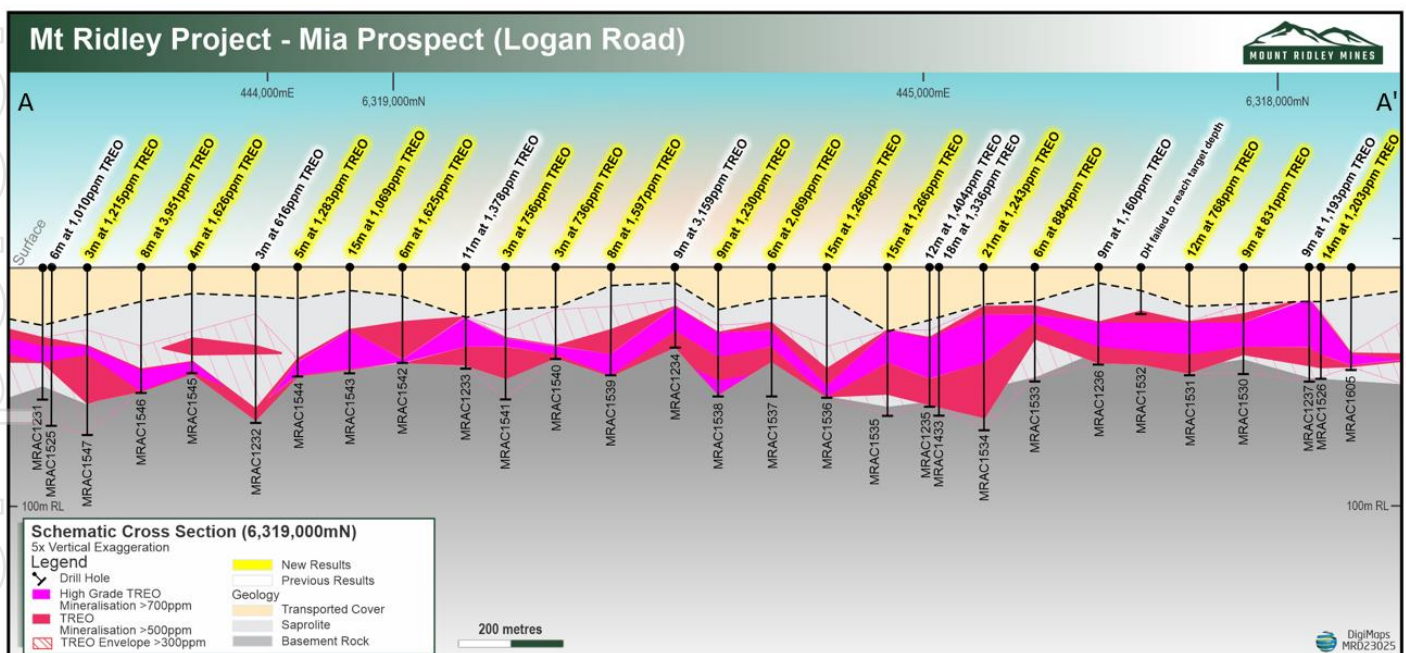 Mt Ridley Project - Mia Prospect (Logan Road)
MOUNT RIDLEY MINES
444,000mE
6,319,000mN
445,000mE
6,318,000mN
A
A'
Surface
6m at 1,010ppm TREO
3m at 1,215ppm TREO
8m at 3,951ppm TREO
4m at 1,626ppm TREO
3m at 616ppm TREO
5m at 1,283ppm TREO
15m at 1,069ppm TREO
6m at 1,625ppm TREO
11m at 1,378ppm TREO
3m at 756ppm TREO
3m at 736ppm TREO
8m at 1,597ppm TREO
9m at 3,159ppm TREO
9m at 1,230ppm TREO
6m at 2,069ppm TREO
15m at 1,266ppm TREO
15m at 1,266ppm TREO
12m at 1,404ppm TREO
18m at 1,336ppm TREO
21m at 1,243ppm TREO
6m at 884ppm TREO
9m at 1,160ppm TREO
DH failed to reach target depth
12m at 768ppm TREO
9m at 831ppm TREO
9m at 1,193ppm TREO
14m at 1,203ppm TREO
MRAC1231
MRAC1525
MRAC1547
MRAC1546
MRAC1545
MRAC1232
MRAC1544
MRAC1543
MRAC1542
MRAC1233
MRAC1541
MRAC1540
MRAC1539
MRAC1234
MRAC1538
MRAC1537
MRAC1536
MRAC1535
MRAC1235
MRAC1433
MRAC1534
MRAC1533
MRAC1236
MRAC1532
MRAC1531
MRAC1530
MRAC1237
MRAC1526
MRAC1605
100m RL
100m RL
Schematic Cross Section (6,319,000mN)
5x Vertical Exaggeration
Legend
Drill Hole
High Grade TREO
Mineralisation >700ppm
TREO
Mineralisation >500ppm
TREO Envelope >300ppm
New Results
Previous Results
Geology
Transported Cover
Saprolite
Basement Rock
200 metres
DigiMaps
MRD23025